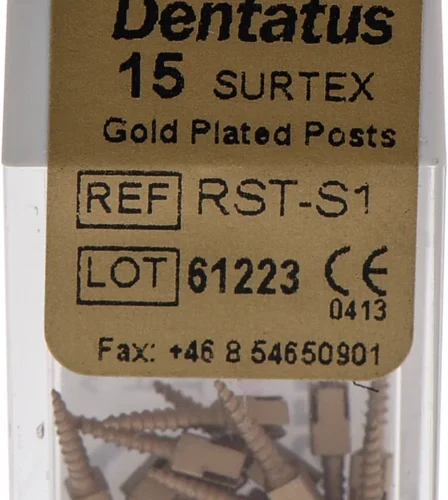 Dentatus
15 SURTEX
Gold Plated Posts
REF RST-S1
LOT 61223 CE
0413
Fax: +46 8 54650901